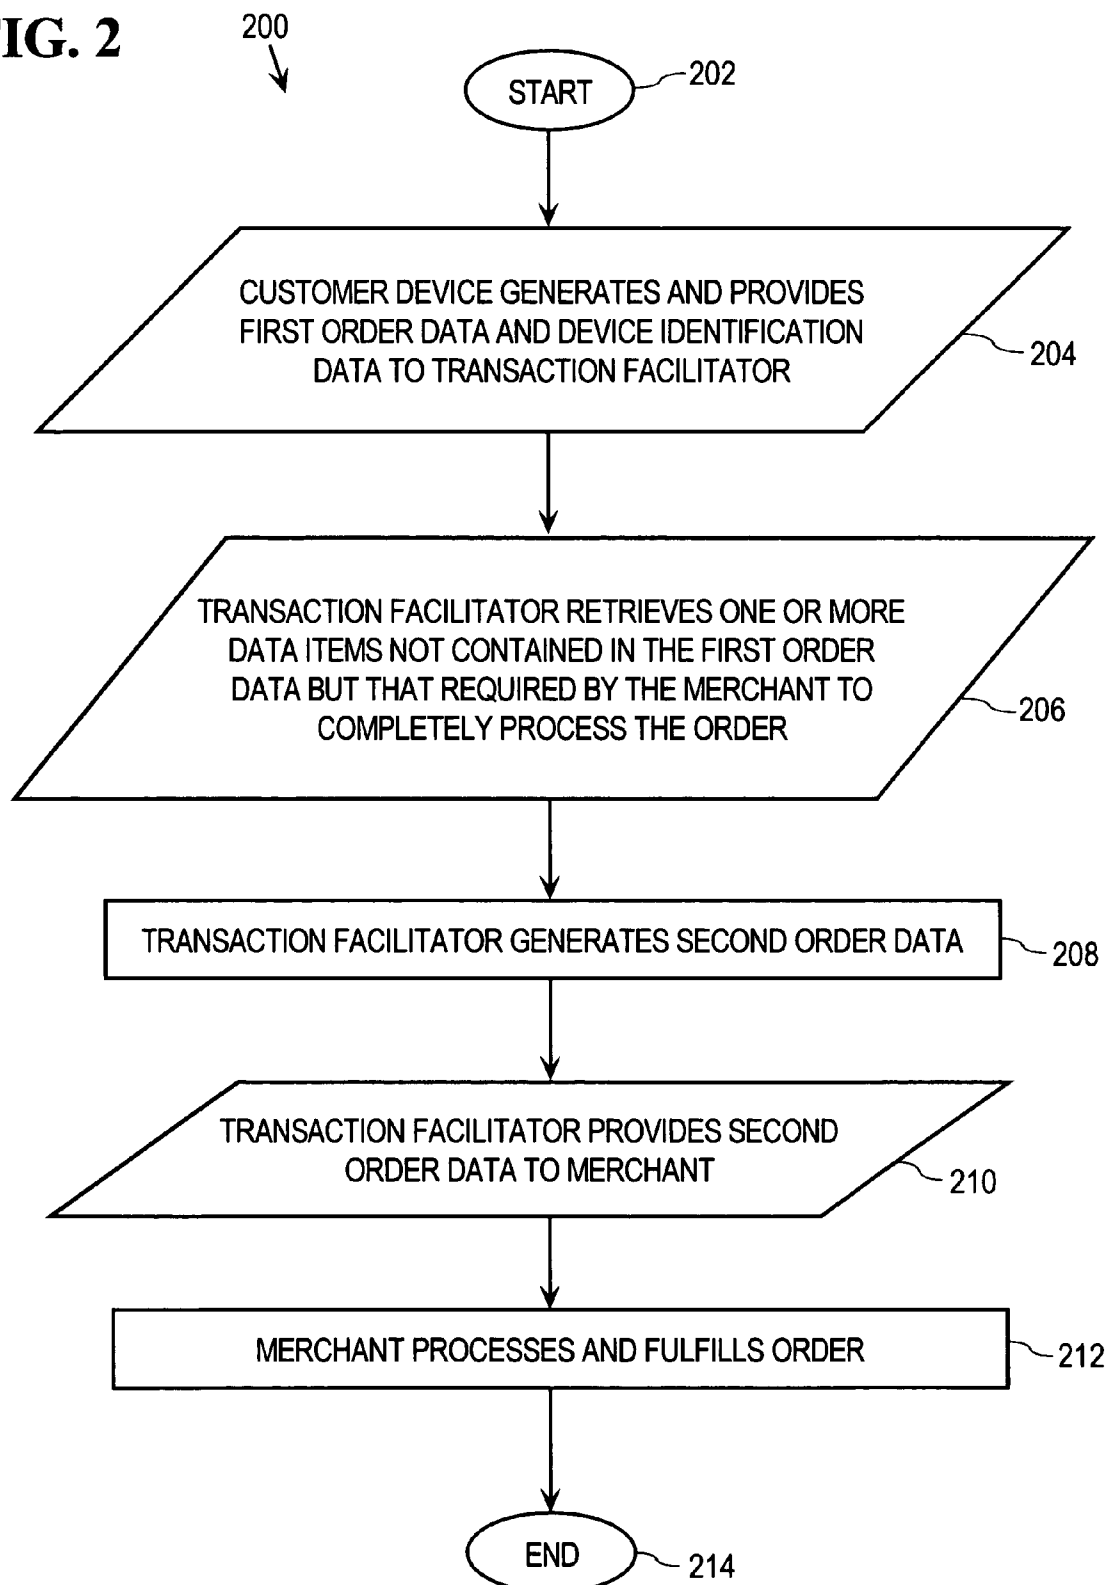 IG. 2
200
START
202
CUSTOMER DEVICE GENERATES AND PROVIDES
FIRST ORDER DATA AND DEVICE IDENTIFICATION
DATA TO TRANSACTION FACILITATOR
204
TRANSACTION FACILITATOR RETRIEVES ONE OR MORE
DATA ITEMS NOT CONTAINED IN THE FIRST ORDER
DATA BUT THAT REQUIRED BY THE MERCHANT TO
COMPLETELY PROCESS THE ORDER
206
TRANSACTION FACILITATOR GENERATES SECOND ORDER DATA
208
TRANSACTION FACILITATOR PROVIDES SECOND
ORDER DATA TO MERCHANT
210
MERCHANT PROCESSES AND FULFILLS ORDER
212
END
214